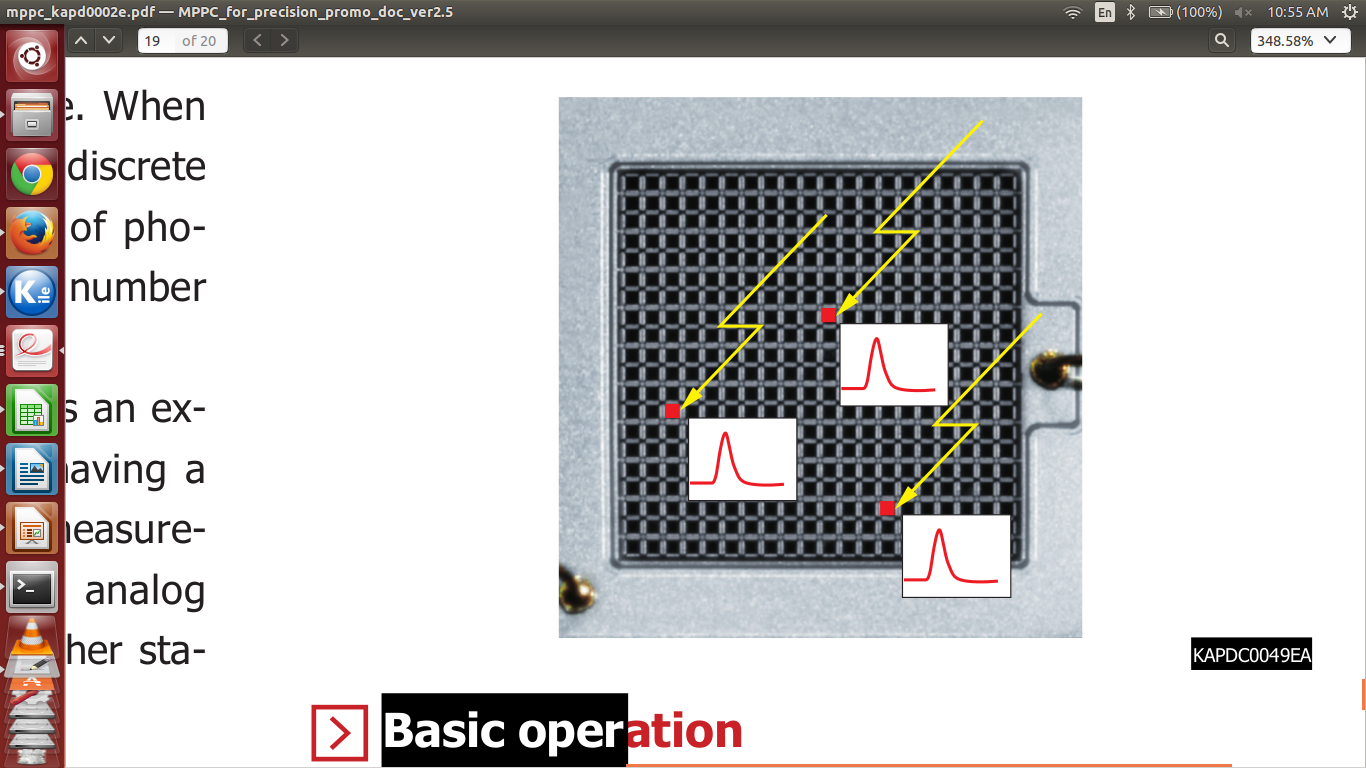 mppc_kapd0002e.pdf — MPPC_for_precision_promo_doc_ver2.5
En
(100%)
10:55 AM
19 of 20
348.58%
e. When
discrete
of pho-
number
s an ex-
having a
measure-
analog
her sta-
KAPDC0049EA
Basic operation